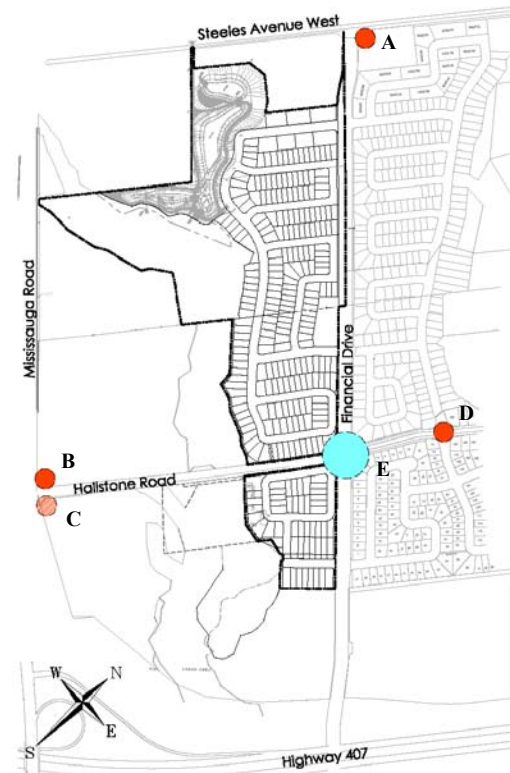 Steeles Avenue West
A
Mississauga Road
Financial Drive
D
B
E
Hallstone Road
C
W
N
E
S
Highway 407